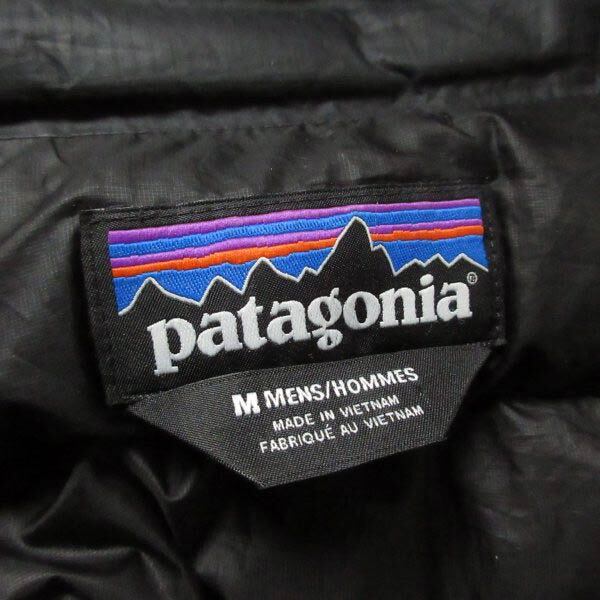 patagonia®
M MENS/HOMMES
MADE IN VIETNAM
FABRIQUÉ AU VIETNAM